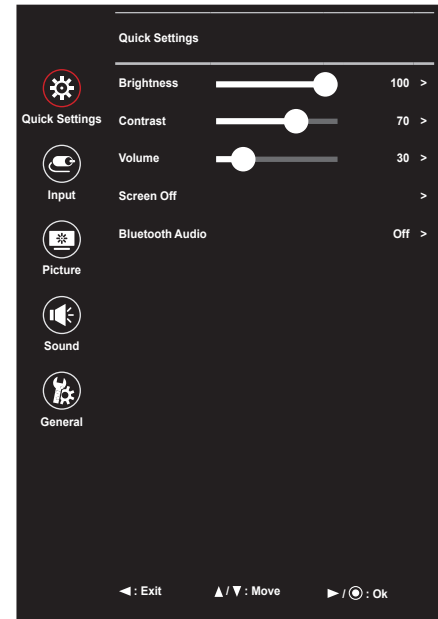 Quick Settings
Brightness 100 >
Quick Settings
Contrast 70 >
Volume 30 >
Input
Screen Off >
Bluetooth Audio Off >
Picture
Sound
General
◄ : Exit ▲ / ▼ : Move ► / ◉ : Ok